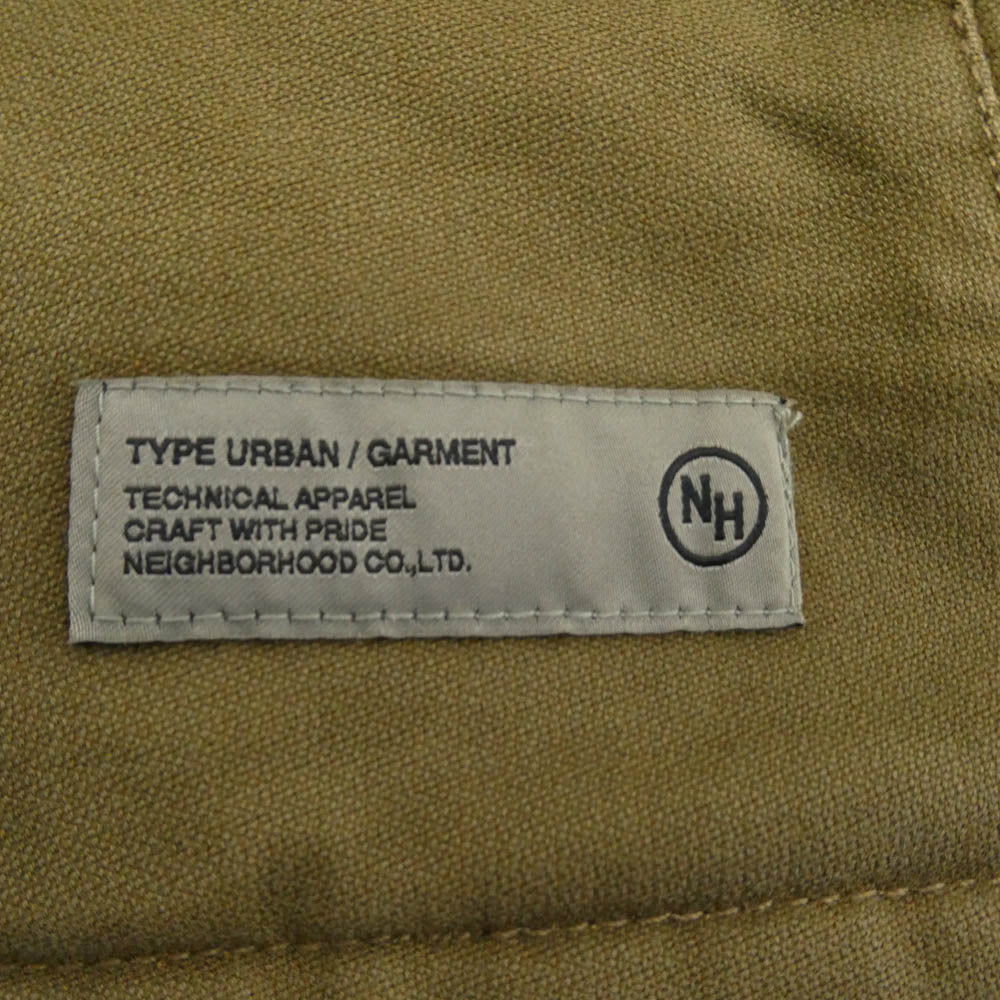 TYPE URBAN / GARMENT
TECHNICAL APPAREL
CRAFT WITH PRIDE
NEIGHBORHOOD CO.,LTD.
NH